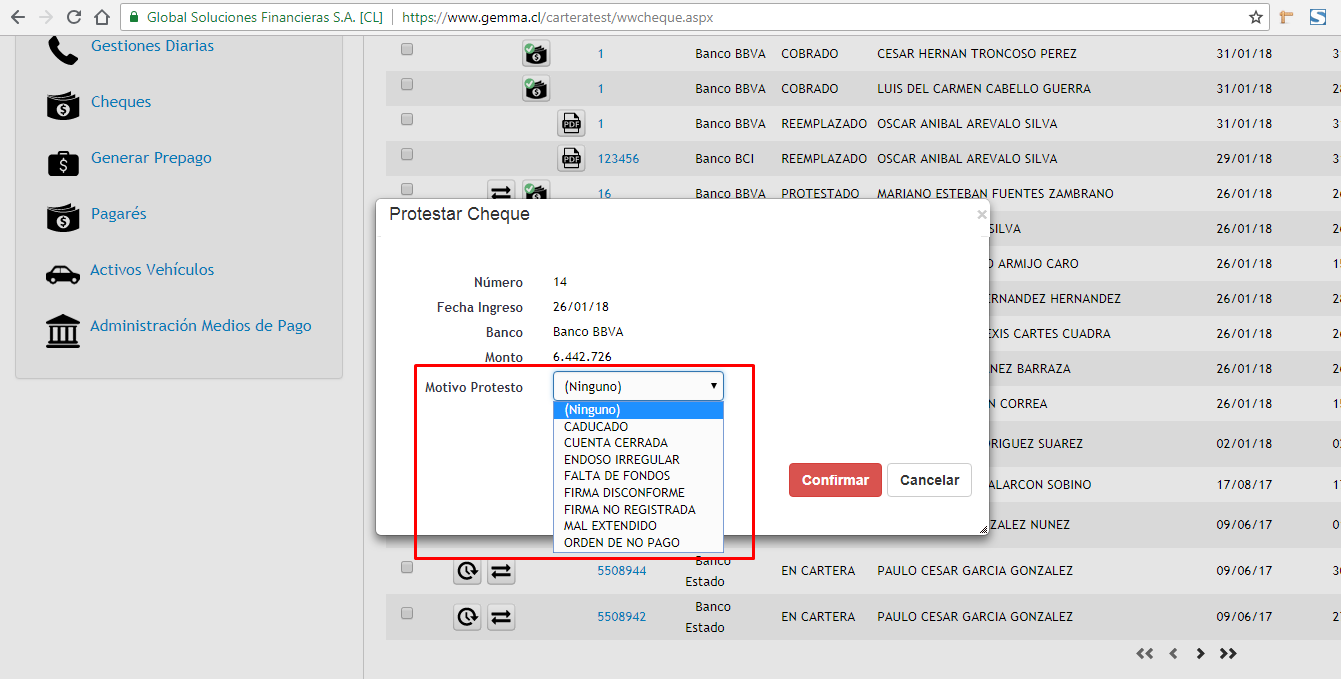 Global Soluciones Financieras S.A. [CL] https://www.gemma.cl/carteratest/wwcheque.aspx
Gestiones Diarias
Cheques
Generar Prepago
Pagarés
Activos Vehículos
Administración Medios de Pago
1 Banco BBVA COBRADO CESAR HERNAN TRONCOSO PEREZ 31/01/18
1 Banco BBVA COBRADO LUIS DEL CARMEN CABELLO GUERRA 31/01/18
PDF 1 Banco BBVA REEMPLAZADO OSCAR ANIBAL AREVALO SILVA 31/01/18
PDF 123456 Banco BCI REEMPLAZADO OSCAR ANIBAL AREVALO SILVA 29/01/18
16 Banco BBVA PROTESTADO MARIANO ESTEBAN FUENTES ZAMBRANO 26/01/18
SILVA 26/01/18
ARMIJO CARO 26/01/18
HERNANDEZ 26/01/18
CARTES CUADRA 26/01/18
BARRAZA 26/01/18
CORREA 26/01/18
SUAREZ 02/01/18
SOBINO 17/08/17
NUNEZ 09/06/17
Protestar Cheque
×
Número 14
Fecha Ingreso 26/01/18
Banco Banco BBVA
Monto 6.442.726
Motivo Protesto (Ninguno)
(Ninguno)
CADUCADO
CUENTA CERRADA
ENDOSO IRREGULAR
FALTA DE FONDOS
FIRMA DISCONFORME
FIRMA NO REGISTRADA
MAL EXTENDIDO
ORDEN DE NO PAGO
Confirmar Cancelar
5508944 Banco Estado EN CARTERA PAULO CESAR GARCIA GONZALEZ 09/06/17
5508942 Banco Estado EN CARTERA PAULO CESAR GARCIA GONZALEZ 09/06/17